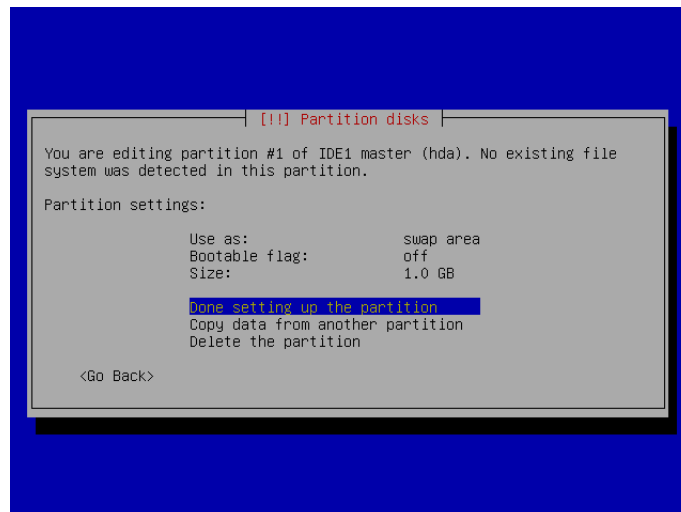 [!!] Partition disks
You are editing partition #1 of IDE1 master (hda). No existing file
system was detected in this partition.
Partition settings:
Use as: swap area
Bootable flag: off
Size: 1.0 GB
Done setting up the partition
Copy data from another partition
Delete the partition
<Go Back>